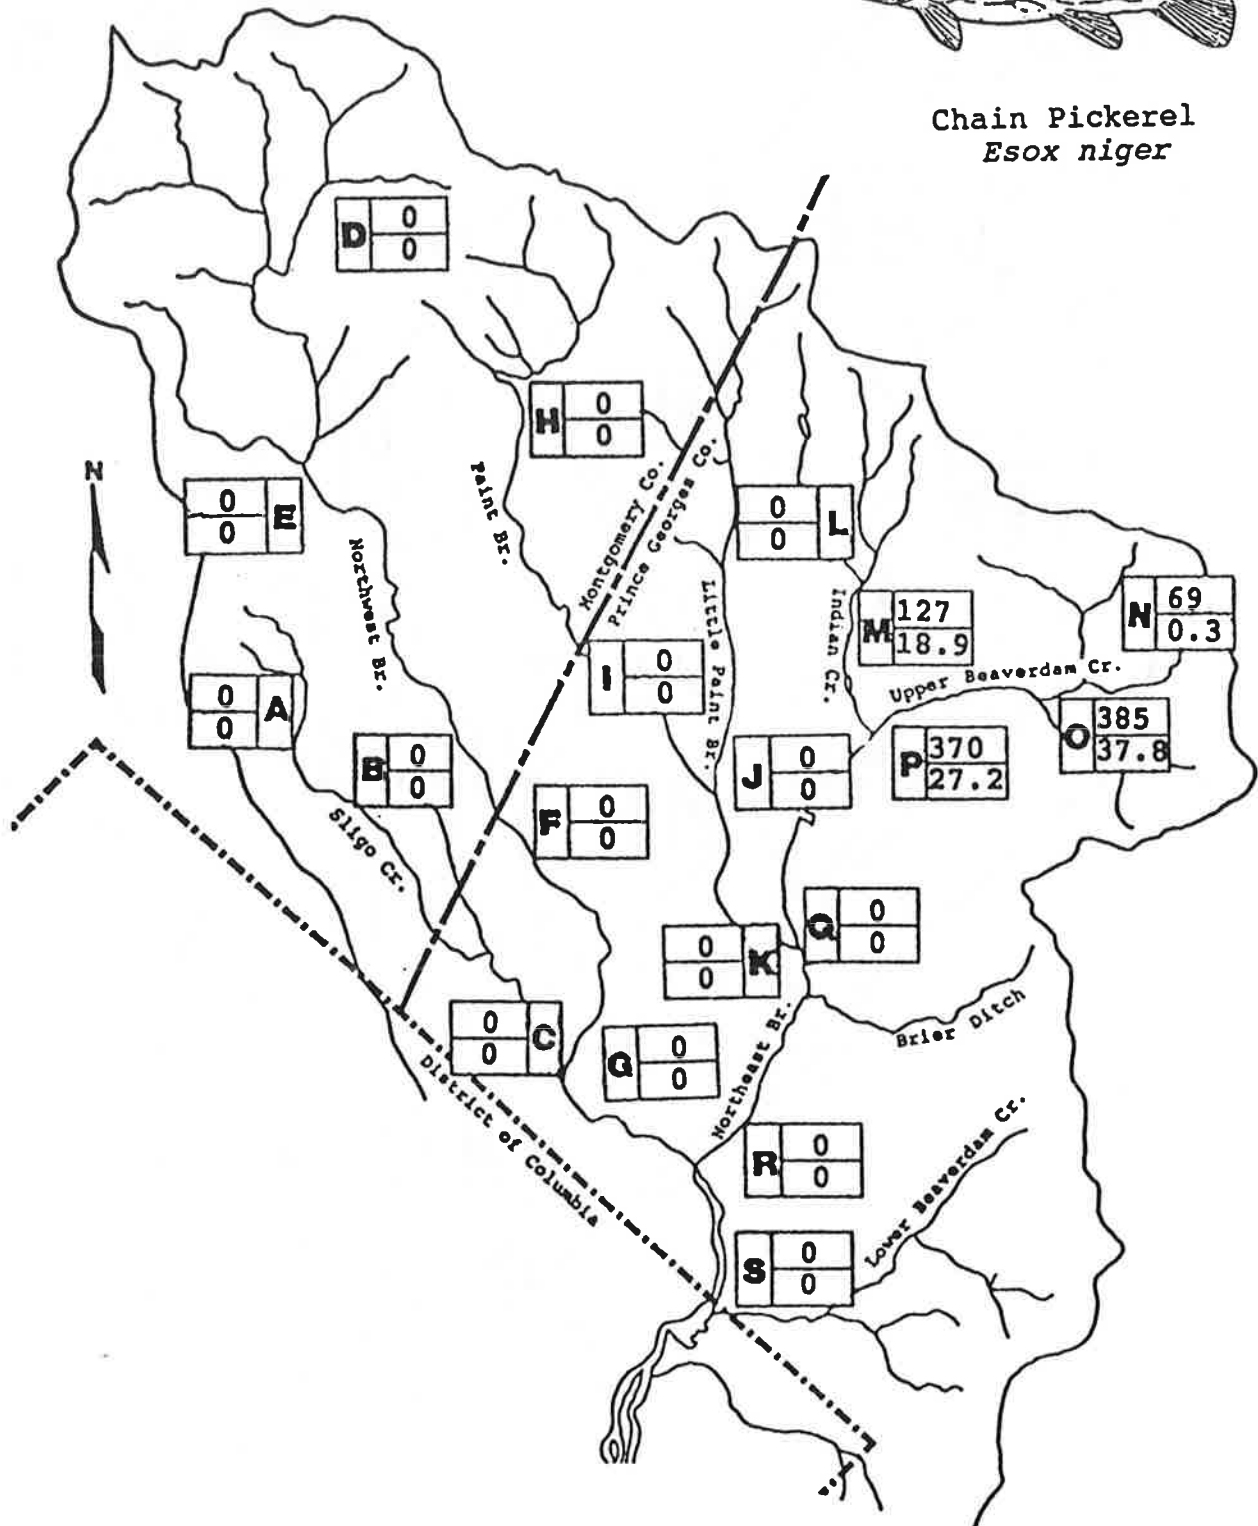 Chain Pickerel
Esox niger
D 0
0
H 0
0
N
0 E
0
Paint Br.
Montgomery Co.
Prince Georges Co.
0 L
0
Northwest Br.
Little Paint Br.
Indian Cr.
M 127
18.9
N 69
0.3
I 0
0
Upper Beaverdam Cr.
0 A
0
O 385
37.8
B 0
0
J 0
0
P 370
27.2
F 0
0
Sligo Cr.
Q 0
0
0 K
0
0 C
0
G 0
0
Northeast Br.
Brier Ditch
District of Columbia
R 0
0
Lower Beaverdam Cr.
S 0
0